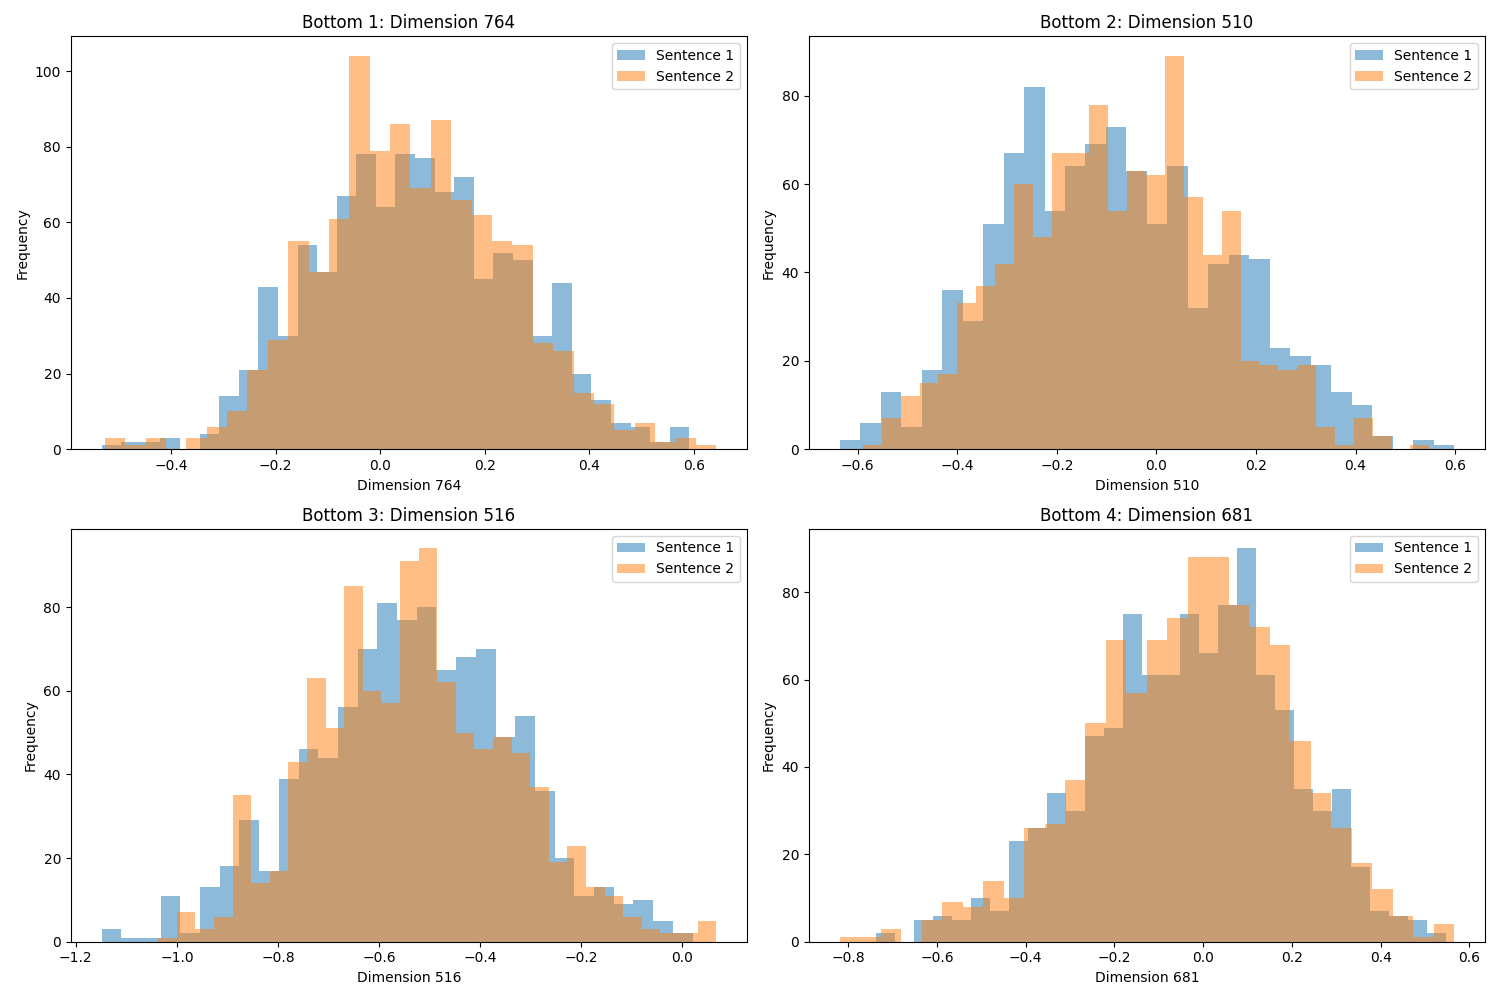 Bottom 1: Dimension 764
Sentence 1
Sentence 2
Frequency
100
80
60
40
20
0
−0.4
−0.2
0.0
0.2
0.4
0.6
Dimension 764
Bottom 2: Dimension 510
Sentence 1
Sentence 2
Frequency
80
60
40
20
0
−0.6
−0.4
−0.2
0.0
0.2
0.4
0.6
Dimension 510
Bottom 3: Dimension 516
Sentence 1
Sentence 2
Frequency
80
60
40
20
0
−1.2
−1.0
−0.8
−0.6
−0.4
−0.2
0.0
Dimension 516
Bottom 4: Dimension 681
Sentence 1
Sentence 2
Frequency
80
60
40
20
0
−0.8
−0.6
−0.4
−0.2
0.0
0.2
0.4
0.6
Dimension 681